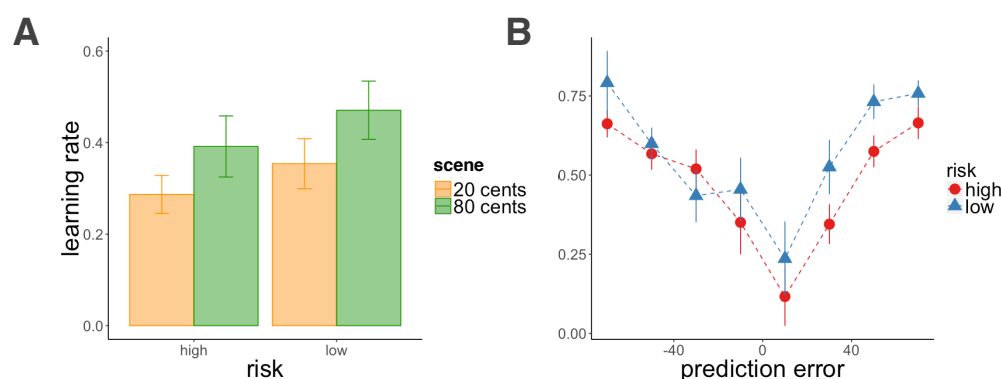 A
B
0.6
0.4
0.2
0.0
learning rate
high
low
risk
scene
20 cents
80 cents
0.75
0.50
0.25
0.00
-40
0
40
prediction error
risk
high
low